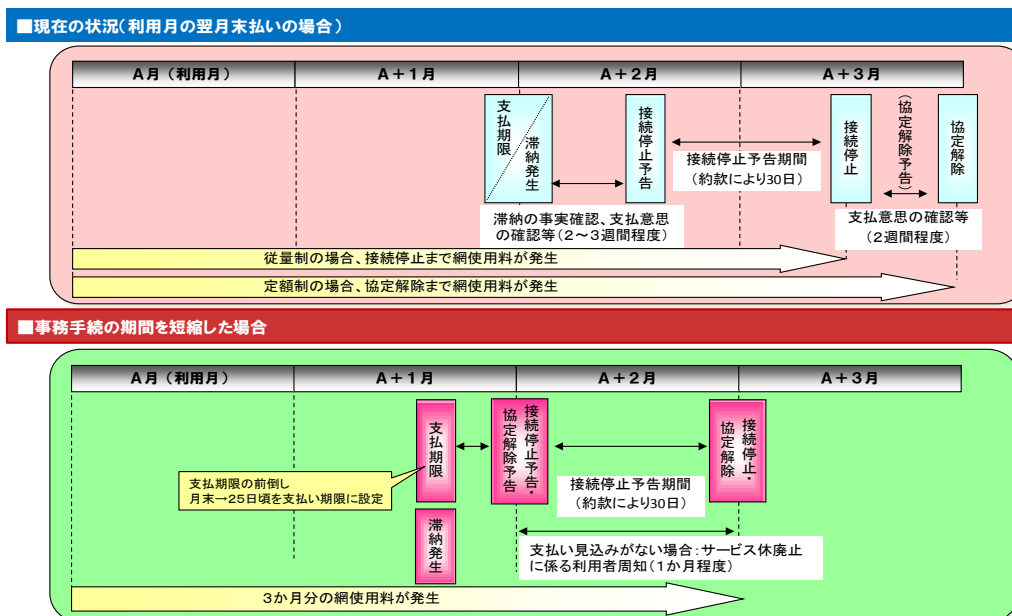 ■現在の状況(利用月の翌月末払いの場合)
A月(利用月)
A+1月
A+2月
A+3月
支払期限
滞納発生
接続停止予告
接続停止
(協定解除予告)
協定解除
接続停止予告期間
(約款により30日)
滞納の事実確認、支払意思
の確認等(2～3週間程度)
支払意思の確認等
(2週間程度)
従量制の場合、接続停止まで網使用料が発生
定額制の場合、協定解除まで網使用料が発生
■事務手続の期間を短縮した場合
A月(利用月)
A+1月
A+2月
A+3月
支払期限
接続停止予告・
協定解除予告
接続停止・
協定解除
支払期限の前倒し
月末→25日頃を支払い期限に設定
接続停止予告期間
(約款により30日)
滞納発生
支払い見込みがない場合:サービス休廃止
に係る利用者周知(1か月程度)
3か月分の網使用料が発生